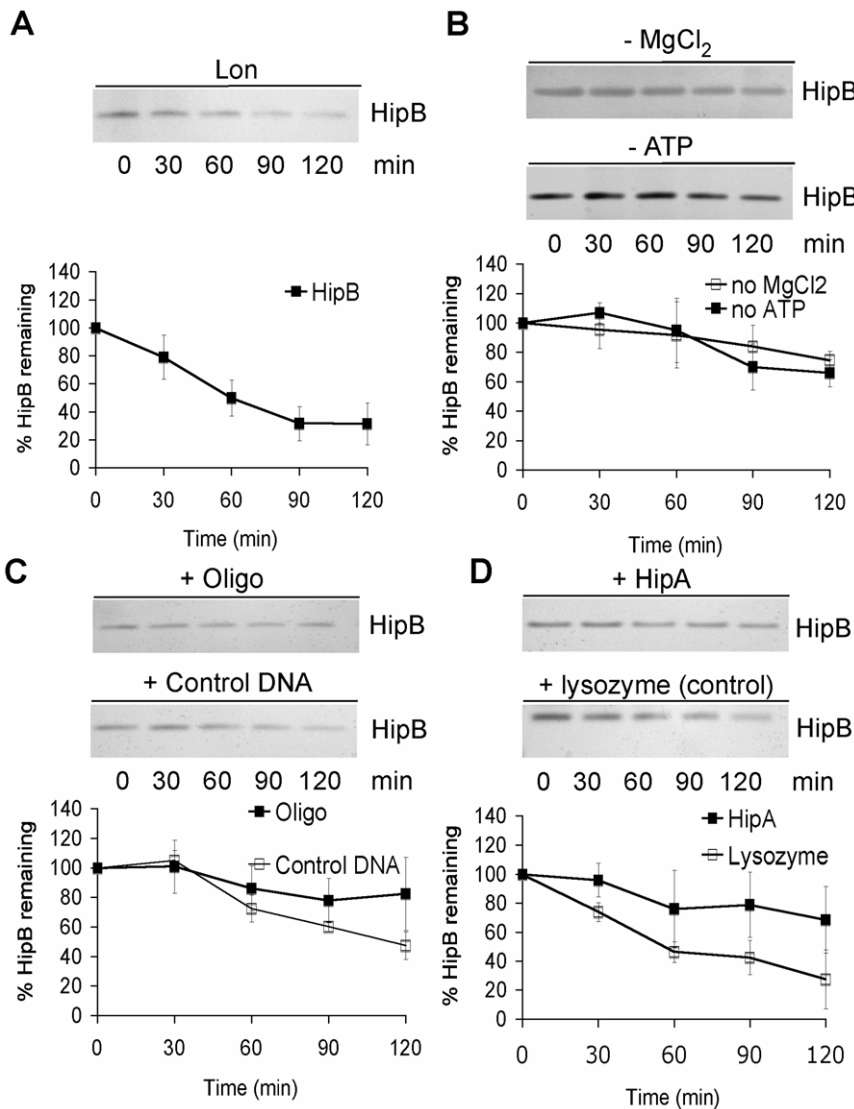 A
Lon
HipB
0 30 60 90 120 min
140
120
100
80
60
40
20
0
% HipB remaining
HipB
0 30 60 90 120
Time (min)
B
- MgCl2
HipB
- ATP
HipB
0 30 60 90 120 min
140
120
100
80
60
40
20
0
% HipB remaining
no MgCl2
no ATP
0 30 60 90 120
Time (min)
C
+ Oligo
HipB
+ Control DNA
HipB
0 30 60 90 120 min
140
120
100
80
60
40
20
0
% HipB remaining
Oligo
Control DNA
0 30 60 90 120
Time (min)
D
+ HipA
HipB
+ lysozyme (control)
HipB
0 30 60 90 120 min
140
120
100
80
60
40
20
0
% HipB remaining
HipA
Lysozyme
0 30 60 90 120
Time (min)